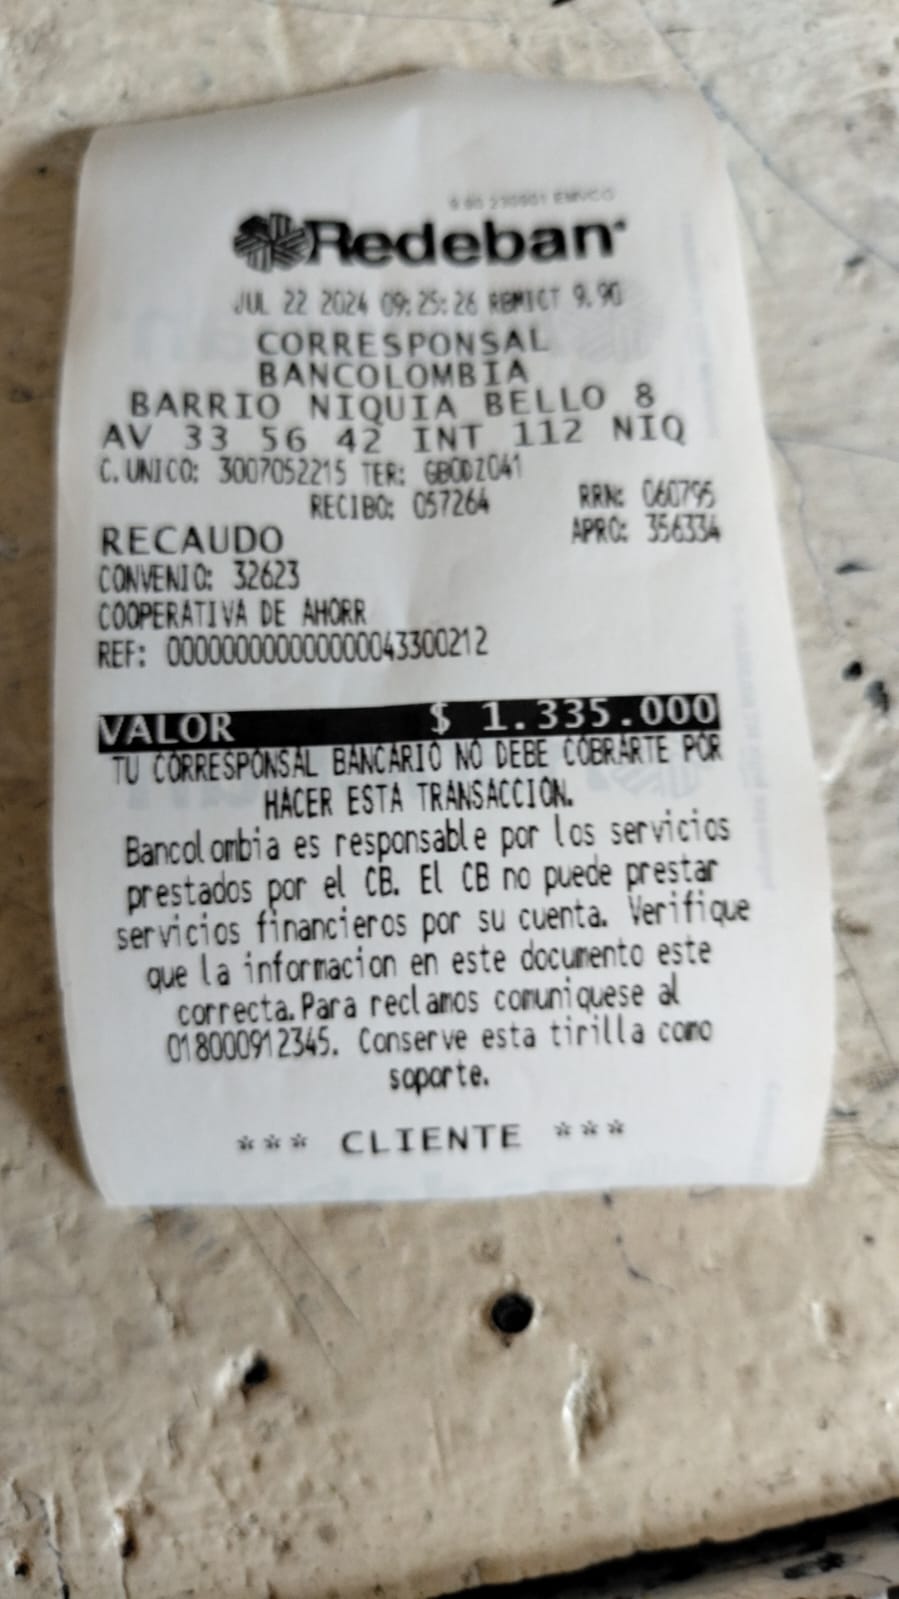 Redeban
JUL 22 2024 09:25:26 RBMICT 9.90
CORRESPONSAL
BANCOLOMBIA
BARRIO NIQUIA BELLO 8
AV 33 56 42 INT 112 NIQ
C. UNICO: 3007052215 TER: GBODZ041
RECIBO: 057264 RRN: 060795
RECAUDO APRO: 356334
CONVENIO: 32623
COOPERATIVA DE AHORR
REF: 000000000000000043300212
VALOR $ 1.335.000
TU CORRESPONSAL BANCARIO NO DEBE COBRARTE POR
HACER ESTA TRANSACCION.
Bancolombia es responsable por los servicios
prestados por el CB. El CB no puede prestar
servicios financieros por su cuenta. Verifique
que la informacion en este documento este
correcta. Para reclamos comuniquese al
018000912345. Conserve esta tirilla como
soporte.
*** CLIENTE ***